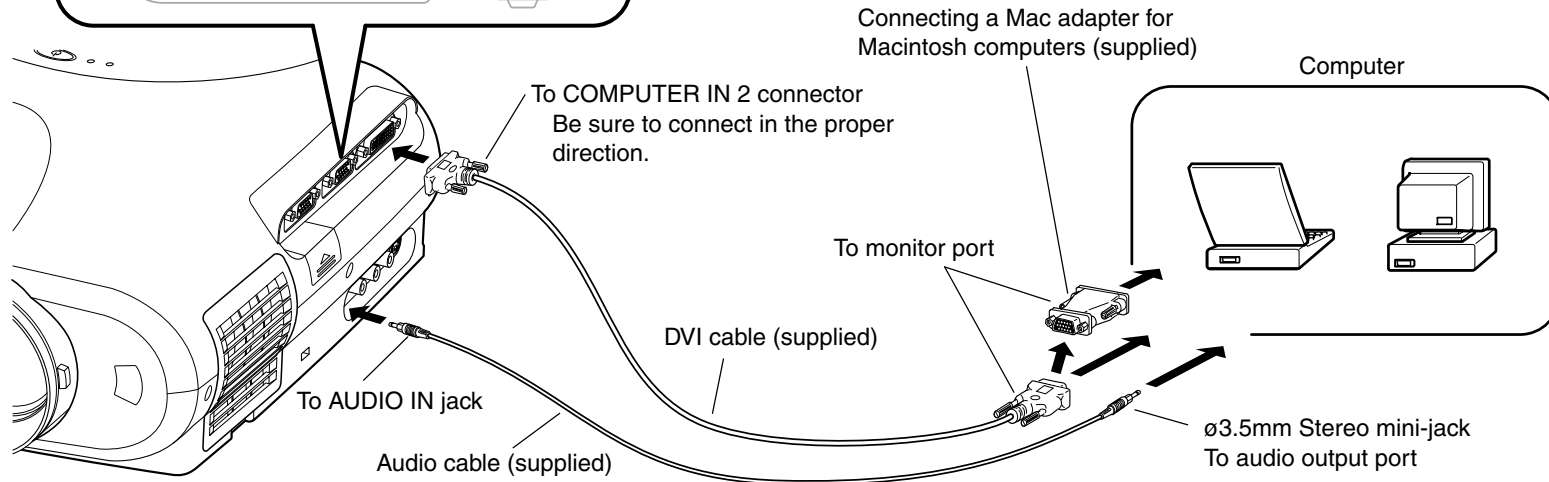 Connecting a Mac adapter for
Macintosh computers (supplied)
Computer
To COMPUTER IN 2 connector
Be sure to connect in the proper
direction.
To monitor port
DVI cable (supplied)
To AUDIO IN jack
Audio cable (supplied)
ø3.5mm Stereo mini-jack
To audio output port